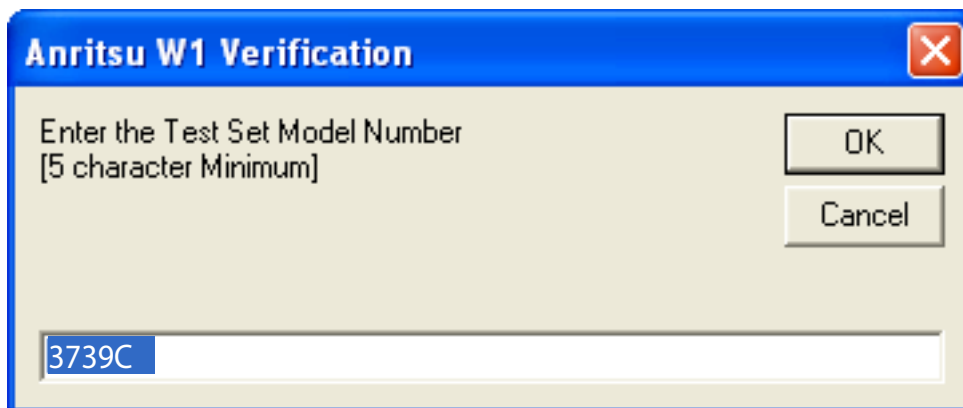 Anritsu W1 Verification
Enter the Test Set Model Number
[5 character Minimum]
OK
Cancel
3739C